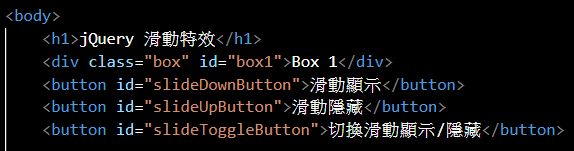 <body>
<h1>jQuery 滑動特效</h1>
<div class="box" id="box1">Box 1</div>
<button id="slideDownButton">滑動顯示</button>
<button id="slideUpButton">滑動隱藏</button>
<button id="slideToggleButton">切換滑動顯示/隱藏</button>